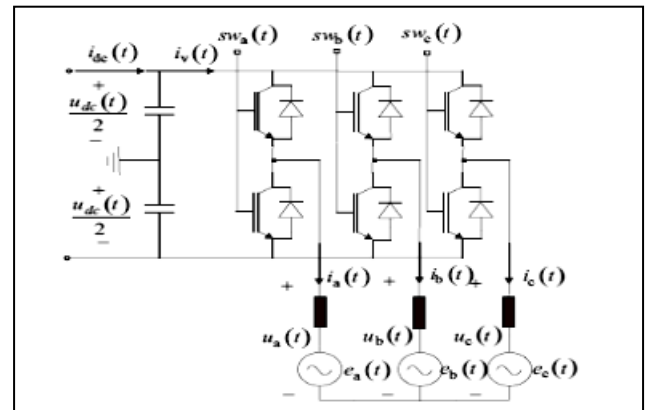 sw_a(t) sw_b(t) sw_c(t)
i_dc(t) i_v(t)
+
u_dc(t)
2
−
+
u_dc(t)
2
−
+ i_a(t) + i_b(t) + i_c(t)
u_a(t) u_b(t) u_c(t)
e_a(t) e_b(t) e_c(t)
− − −